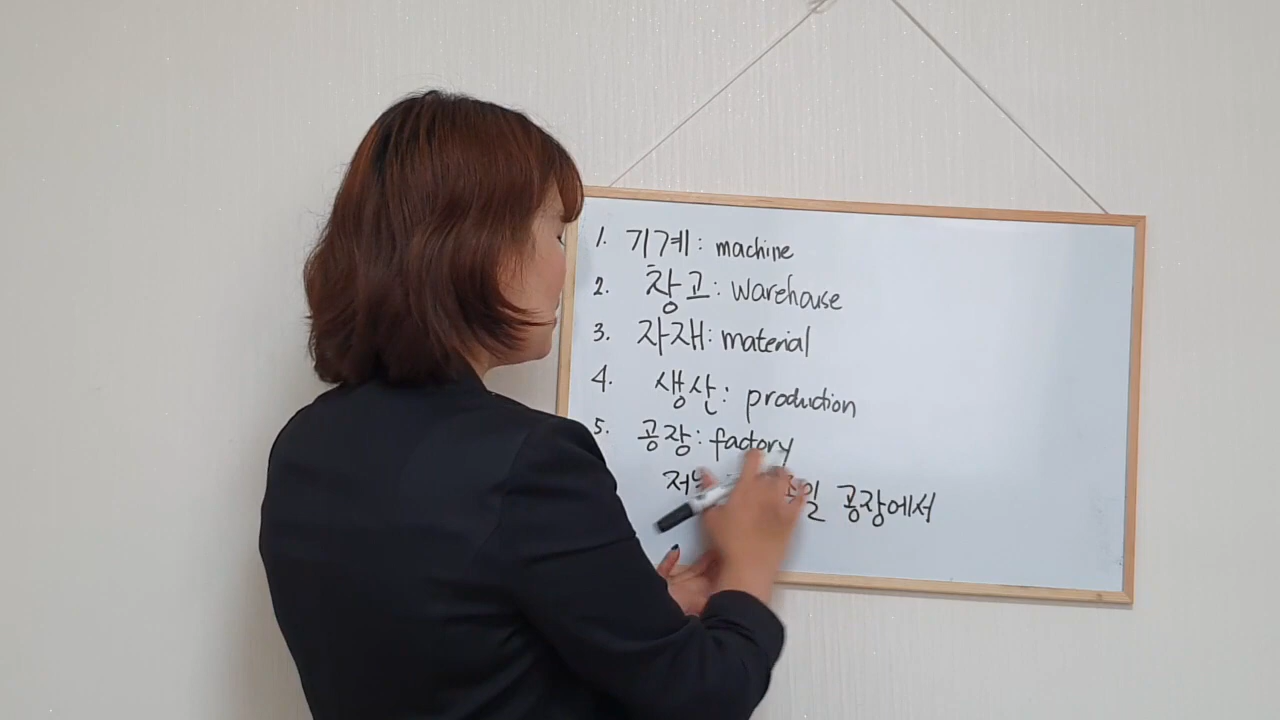 1. 기계: machine
2. 창고: warehouse
3. 자재: material
4. 생산: production
5. 공장: factory
공장에서